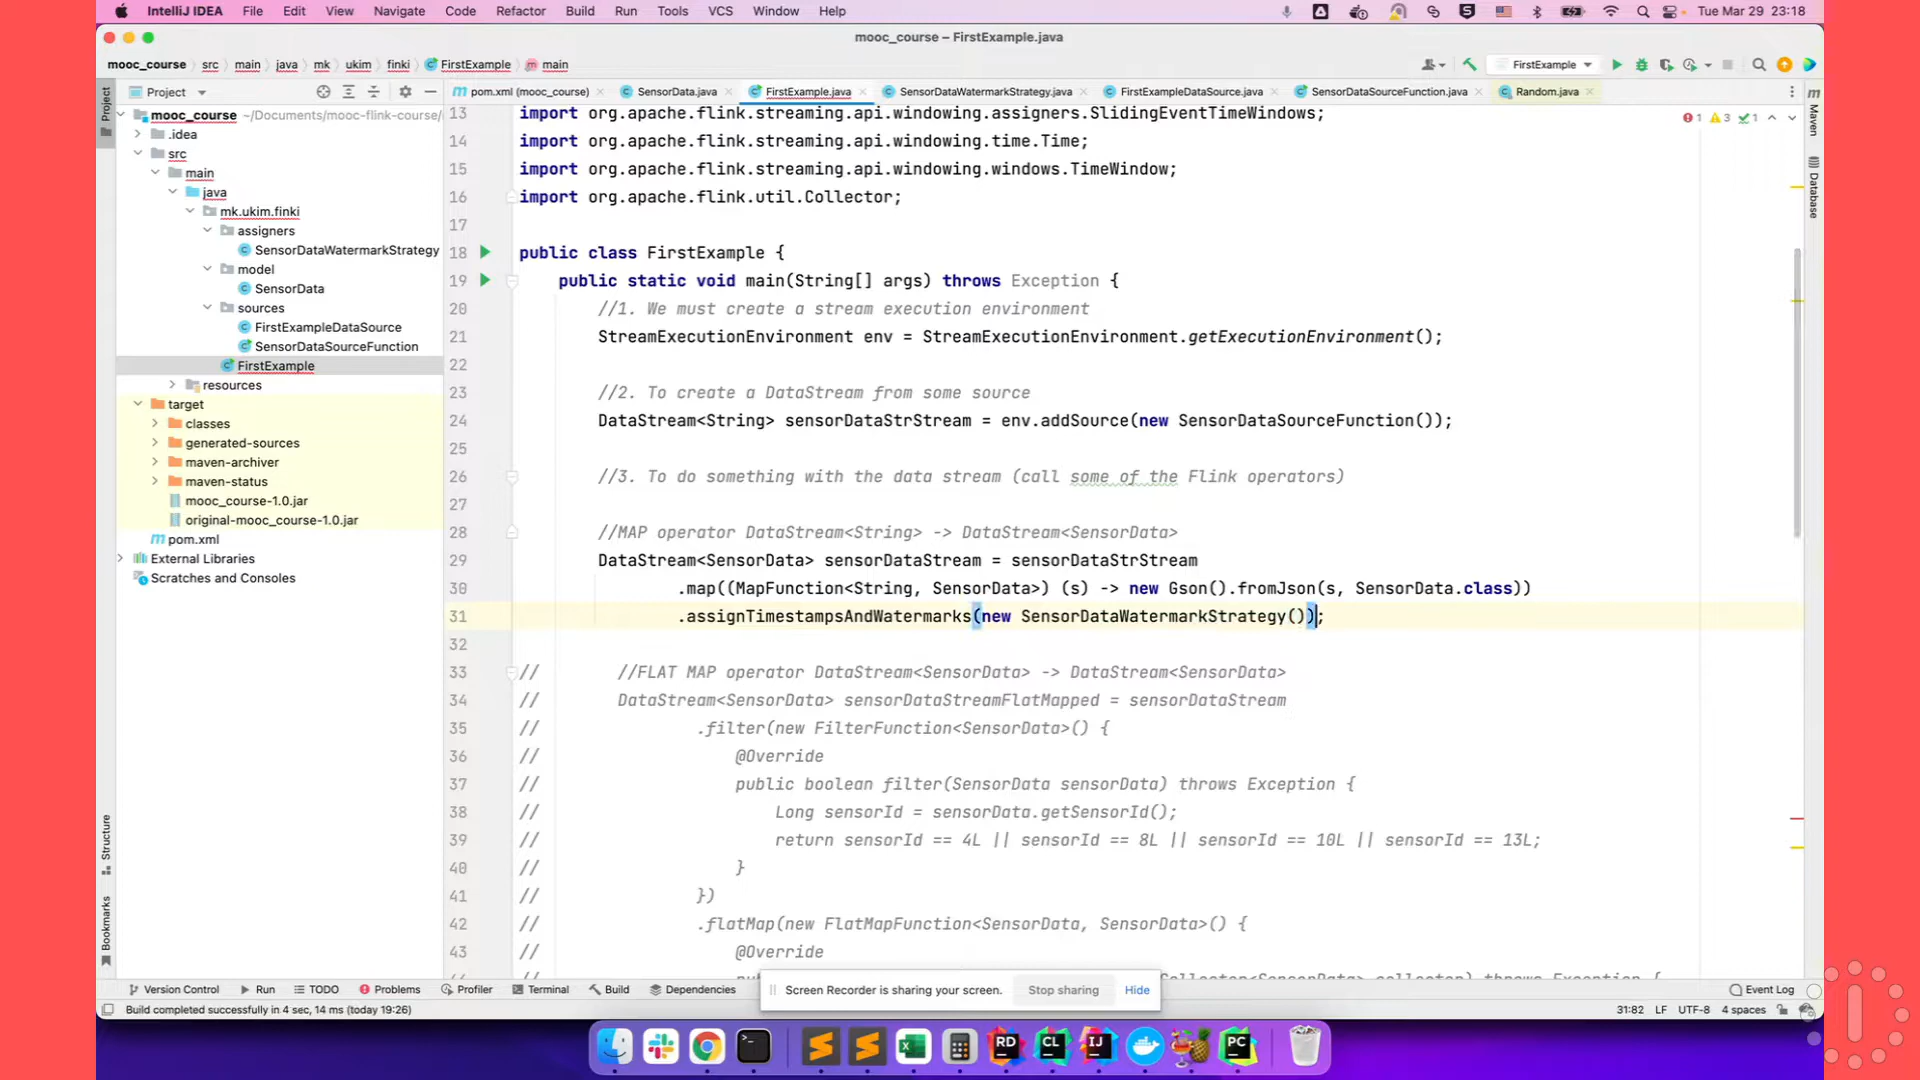 IntelliJ IDEA File Edit View Navigate Code Refactor Build Run Tools VCS Window Help Tue Mar 29 23:18
mooc_course – FirstExample.java
mooc_course src main java mk ukim finki FirstExample main FirstExample
Project pom.xml (mooc_course) SensorData.java FirstExample.java SensorDataWatermarkStrategy.java FirstExampleDataSource.java SensorDataSourceFunction.java Random.java
Project
mooc_course ~/Documents/mooc-flink-course/
.idea
src
main
java
mk.ukim.finki
assigners
SensorDataWatermarkStrategy
model
SensorData
sources
FirstExampleDataSource
SensorDataSourceFunction
FirstExample
resources
target
classes
generated-sources
maven-archiver
maven-status
mooc_course-1.0.jar
original-mooc_course-1.0.jar
pom.xml
External Libraries
Scratches and Consoles
Structure
Bookmarks
13 import org.apache.flink.streaming.api.windowing.assigners.SlidingEventTimeWindows;
14 import org.apache.flink.streaming.api.windowing.time.Time;
15 import org.apache.flink.streaming.api.windowing.windows.TimeWindow;
16 import org.apache.flink.util.Collector;
17
18 public class FirstExample {
19 public static void main(String[] args) throws Exception {
20 //1. We must create a stream execution environment
21 StreamExecutionEnvironment env = StreamExecutionEnvironment.getExecutionEnvironment();
22
23 //2. To create a DataStream from some source
24 DataStream<String> sensorDataStrStream = env.addSource(new SensorDataSourceFunction());
25
26 //3. To do something with the data stream (call some of the Flink operators)
27
28 //MAP operator DataStream<String> -> DataStream<SensorData>
29 DataStream<SensorData> sensorDataStream = sensorDataStrStream
30 .map((MapFunction<String, SensorData>) (s) -> new Gson().fromJson(s, SensorData.class))
31 .assignTimestampsAndWatermarks(new SensorDataWatermarkStrategy());
32
33 // //FLAT MAP operator DataStream<SensorData> -> DataStream<SensorData>
34 // DataStream<SensorData> sensorDataStreamFlatMapped = sensorDataStream
35 // .filter(new FilterFunction<SensorData>() {
36 // @Override
37 // public boolean filter(SensorData sensorData) throws Exception {
38 // Long sensorId = sensorData.getSensorId();
39 // return sensorId == 4L || sensorId == 8L || sensorId == 10L || sensorId == 13L;
40 // }
41 // })
42 // .flatMap(new FlatMapFunction<SensorData, SensorData>() {
43 // @Override
1 3 1
Maven
Database
Screen Recorder is sharing your screen. Stop sharing Hide
Version Control Run TODO Problems Profiler Terminal Build Dependencies Event Log
Build completed successfully in 4 sec, 14 ms (today 19:26) 31:82 LF UTF-8 4 spaces
RD CL IJ PC